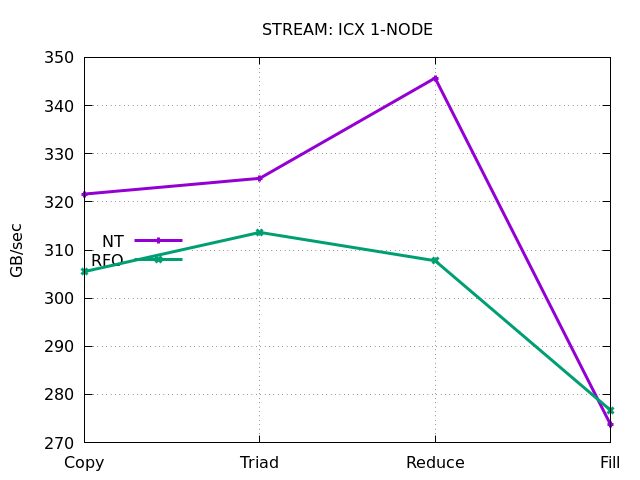 STREAM: ICX 1-NODE
350
340
330
320
310
300
290
280
270
GB/sec
NT
RFO
Copy Triad Reduce Fill